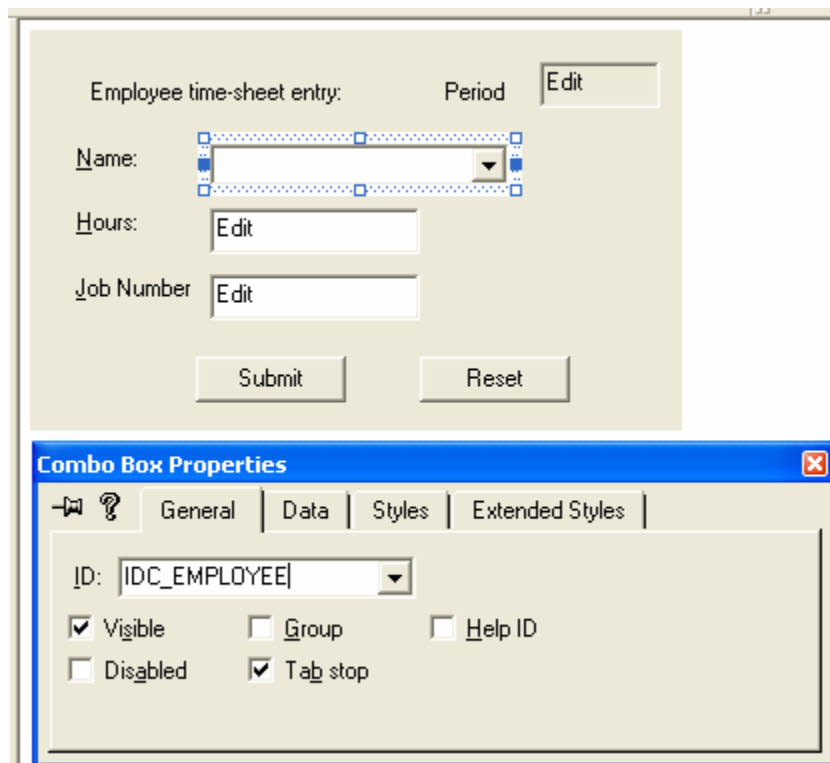 Employee time-sheet entry: Period Edit
Name:
Hours: Edit
Job Number Edit
Submit Reset
Combo Box Properties
General Data Styles Extended Styles
ID: IDC_EMPLOYEE
Visible Group Help ID
Disabled Tab stop